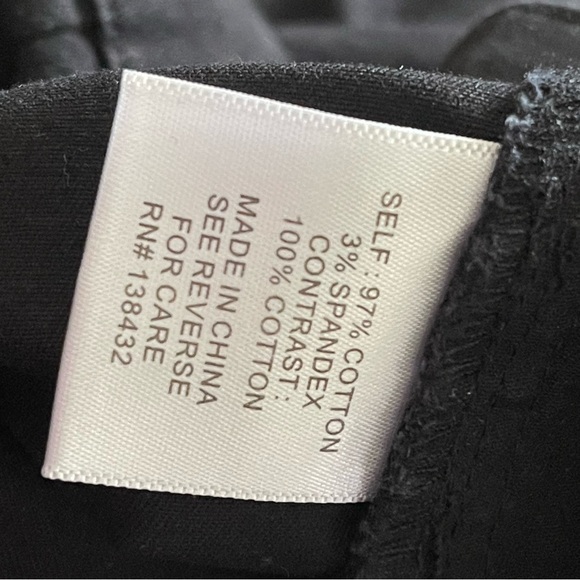 SELF: 97% COTTON
3% SPANDEX
CONTRAST:
100% COTTON
MADE IN CHINA
SEE REVERSE
FOR CARE
RN# 138432